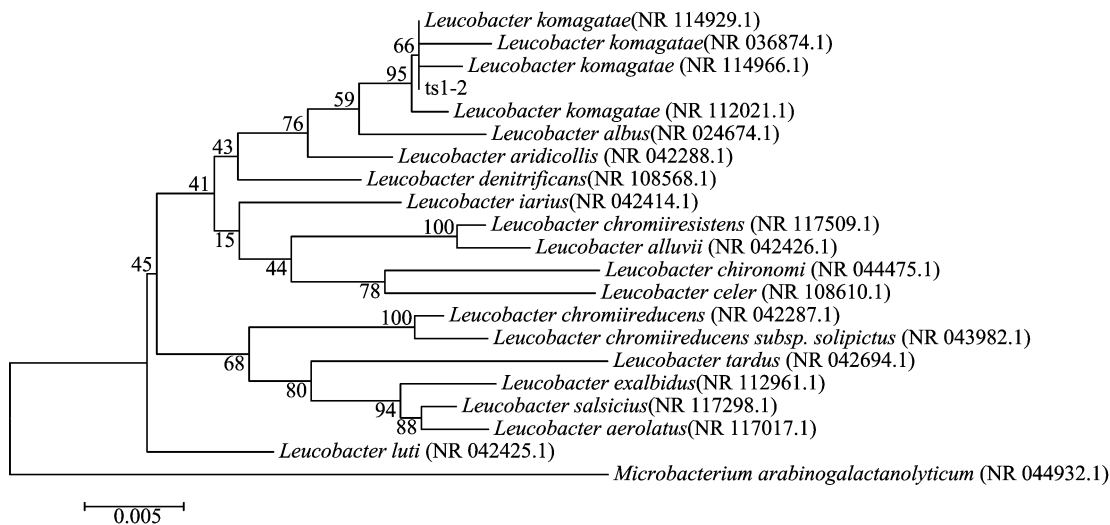 Leucobacter komagatae(NR 114929.1)
66
Leucobacter komagatae(NR 036874.1)
Leucobacter komagatae (NR 114966.1)
95
ts1-2
59
Leucobacter komagatae (NR 112021.1)
76
Leucobacter albus(NR 024674.1)
43
Leucobacter aridicollis (NR 042288.1)
41
Leucobacter denitrificans(NR 108568.1)
Leucobacter iarius(NR 042414.1)
100
Leucobacter chromiiresistens (NR 117509.1)
15
Leucobacter alluvii (NR 042426.1)
45
44
Leucobacter chironomi (NR 044475.1)
78
Leucobacter celer (NR 108610.1)
100
Leucobacter chromiireducens (NR 042287.1)
Leucobacter chromiireducens subsp. solipictus (NR 043982.1)
68
Leucobacter tardus (NR 042694.1)
80
Leucobacter exalbidus(NR 112961.1)
94
Leucobacter salsicius(NR 117298.1)
88
Leucobacter aerolatus(NR 117017.1)
Leucobacter luti (NR 042425.1)
Microbacterium arabinogalactanolyticum (NR 044932.1)
0.005